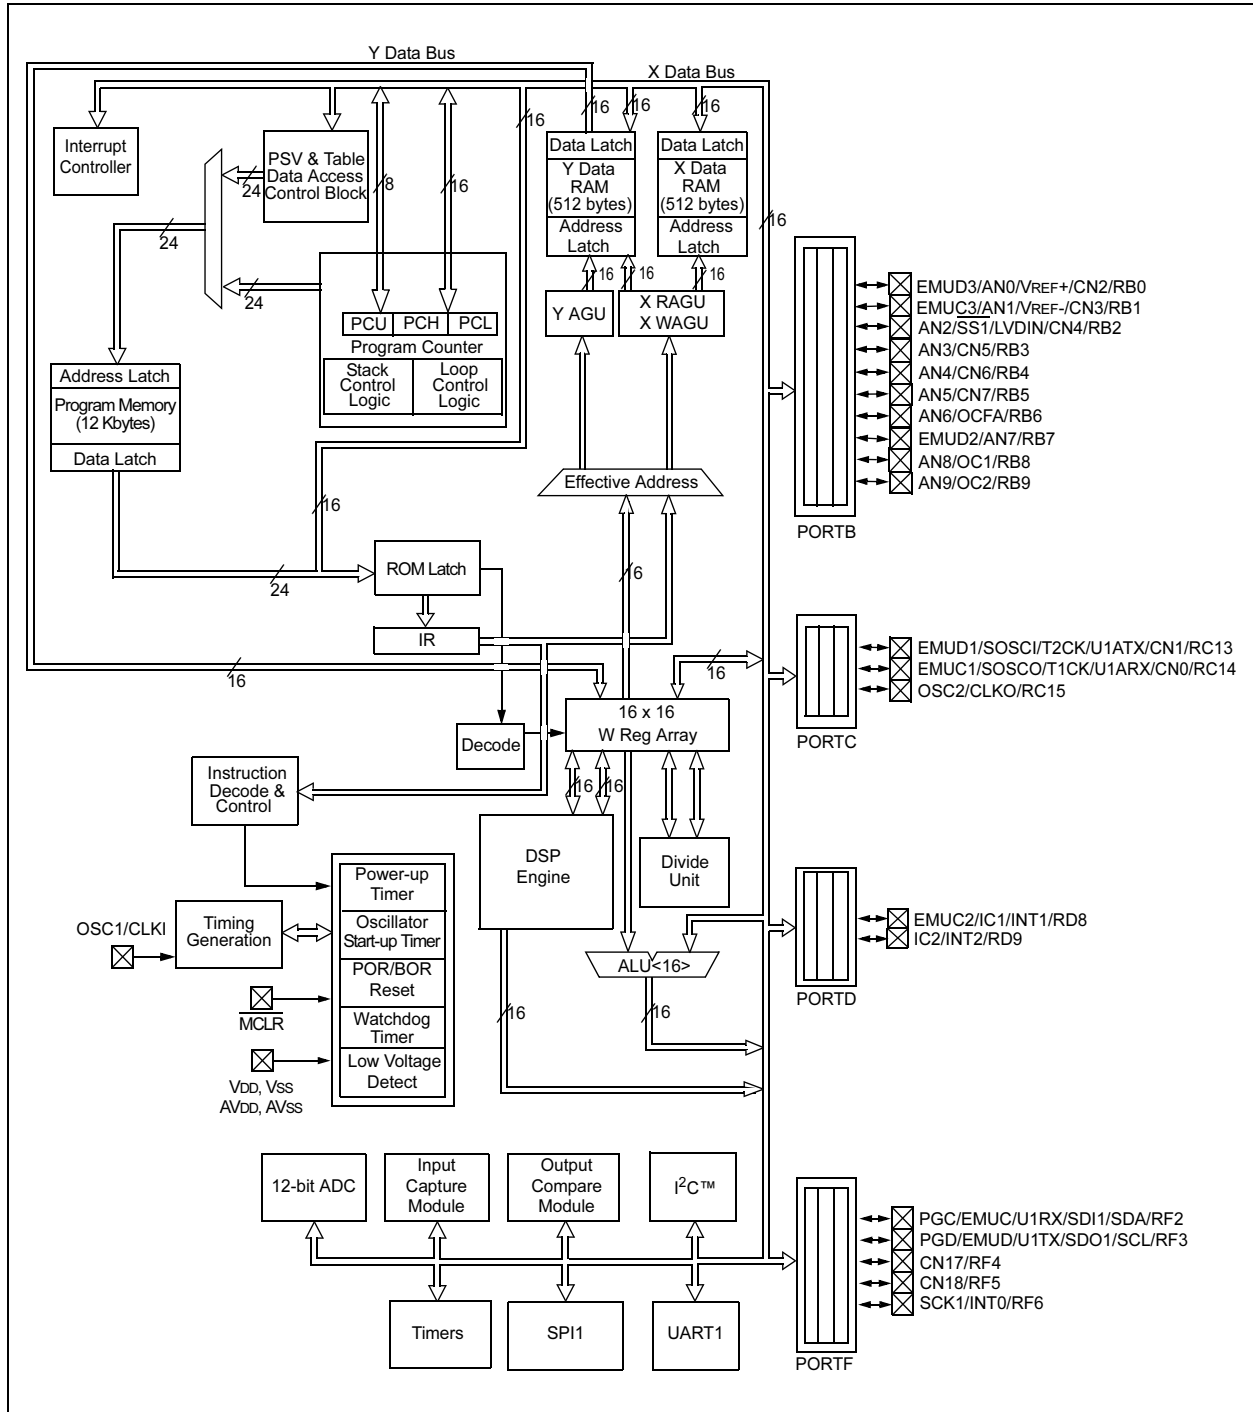 Y Data Bus
X Data Bus
16
16
16
16
Interrupt
Controller
PSV & Table
Data Access
Control Block
24
8
16
24
24
Data Latch
Y Data
RAM
(512 bytes)
Address
Latch
Data Latch
X Data
RAM
(512 bytes)
Address
Latch
16
16
16
16
Y AGU
X RAGU
X WAGU
PCU
PCH
PCL
Program Counter
Stack
Control
Logic
Loop
Control
Logic
Address Latch
Program Memory
(12 Kbytes)
Data Latch
16
24
Effective Address
16
ROM Latch
IR
16
16
16 x 16
W Reg Array
Decode
Instruction
Decode &
Control
16
16
DSP
Engine
Divide
Unit
Power-up
Timer
Oscillator
Start-up Timer
POR/BOR
Reset
Watchdog
Timer
Low Voltage
Detect
OSC1/CLKI
Timing
Generation
MCLR
VDD, VSS
AVDD, AVSS
ALU<16>
16
16
12-bit ADC
Input
Capture
Module
Output
Compare
Module
I2C™
Timers
SPI1
UART1
EMUD3/AN0/VREF+/CN2/RB0
EMUC3/AN1/VREF-/CN3/RB1
AN2/SS1/LVDIN/CN4/RB2
AN3/CN5/RB3
AN4/CN6/RB4
AN5/CN7/RB5
AN6/OCFA/RB6
EMUD2/AN7/RB7
AN8/OC1/RB8
AN9/OC2/RB9
PORTB
EMUD1/SOSCI/T2CK/U1ATX/CN1/RC13
EMUC1/SOSCO/T1CK/U1ARX/CN0/RC14
OSC2/CLKO/RC15
PORTC
EMUC2/IC1/INT1/RD8
IC2/INT2/RD9
PORTD
PGC/EMUC/U1RX/SDI1/SDA/RF2
PGD/EMUD/U1TX/SDO1/SCL/RF3
CN17/RF4
CN18/RF5
SCK1/INT0/RF6
PORTF